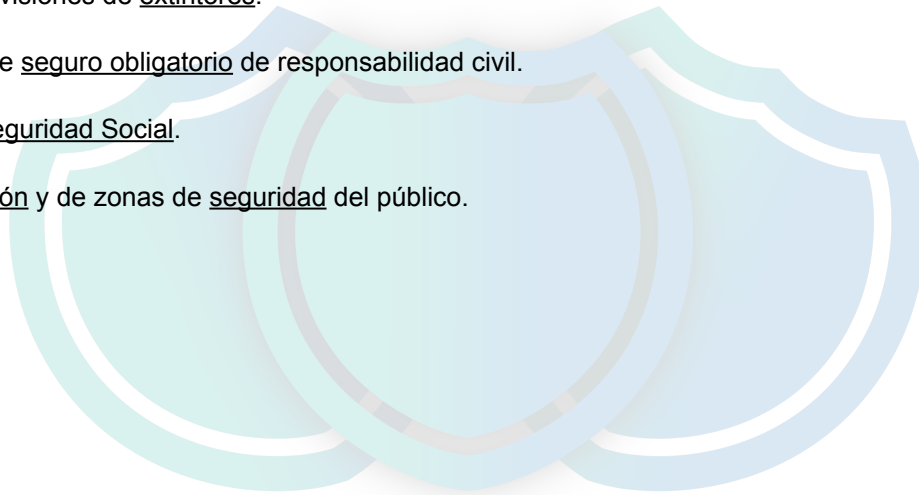 visiones de extintores.
e seguro obligatorio de responsabilidad civil.
eguridad Social.
ón y de zonas de seguridad del público.